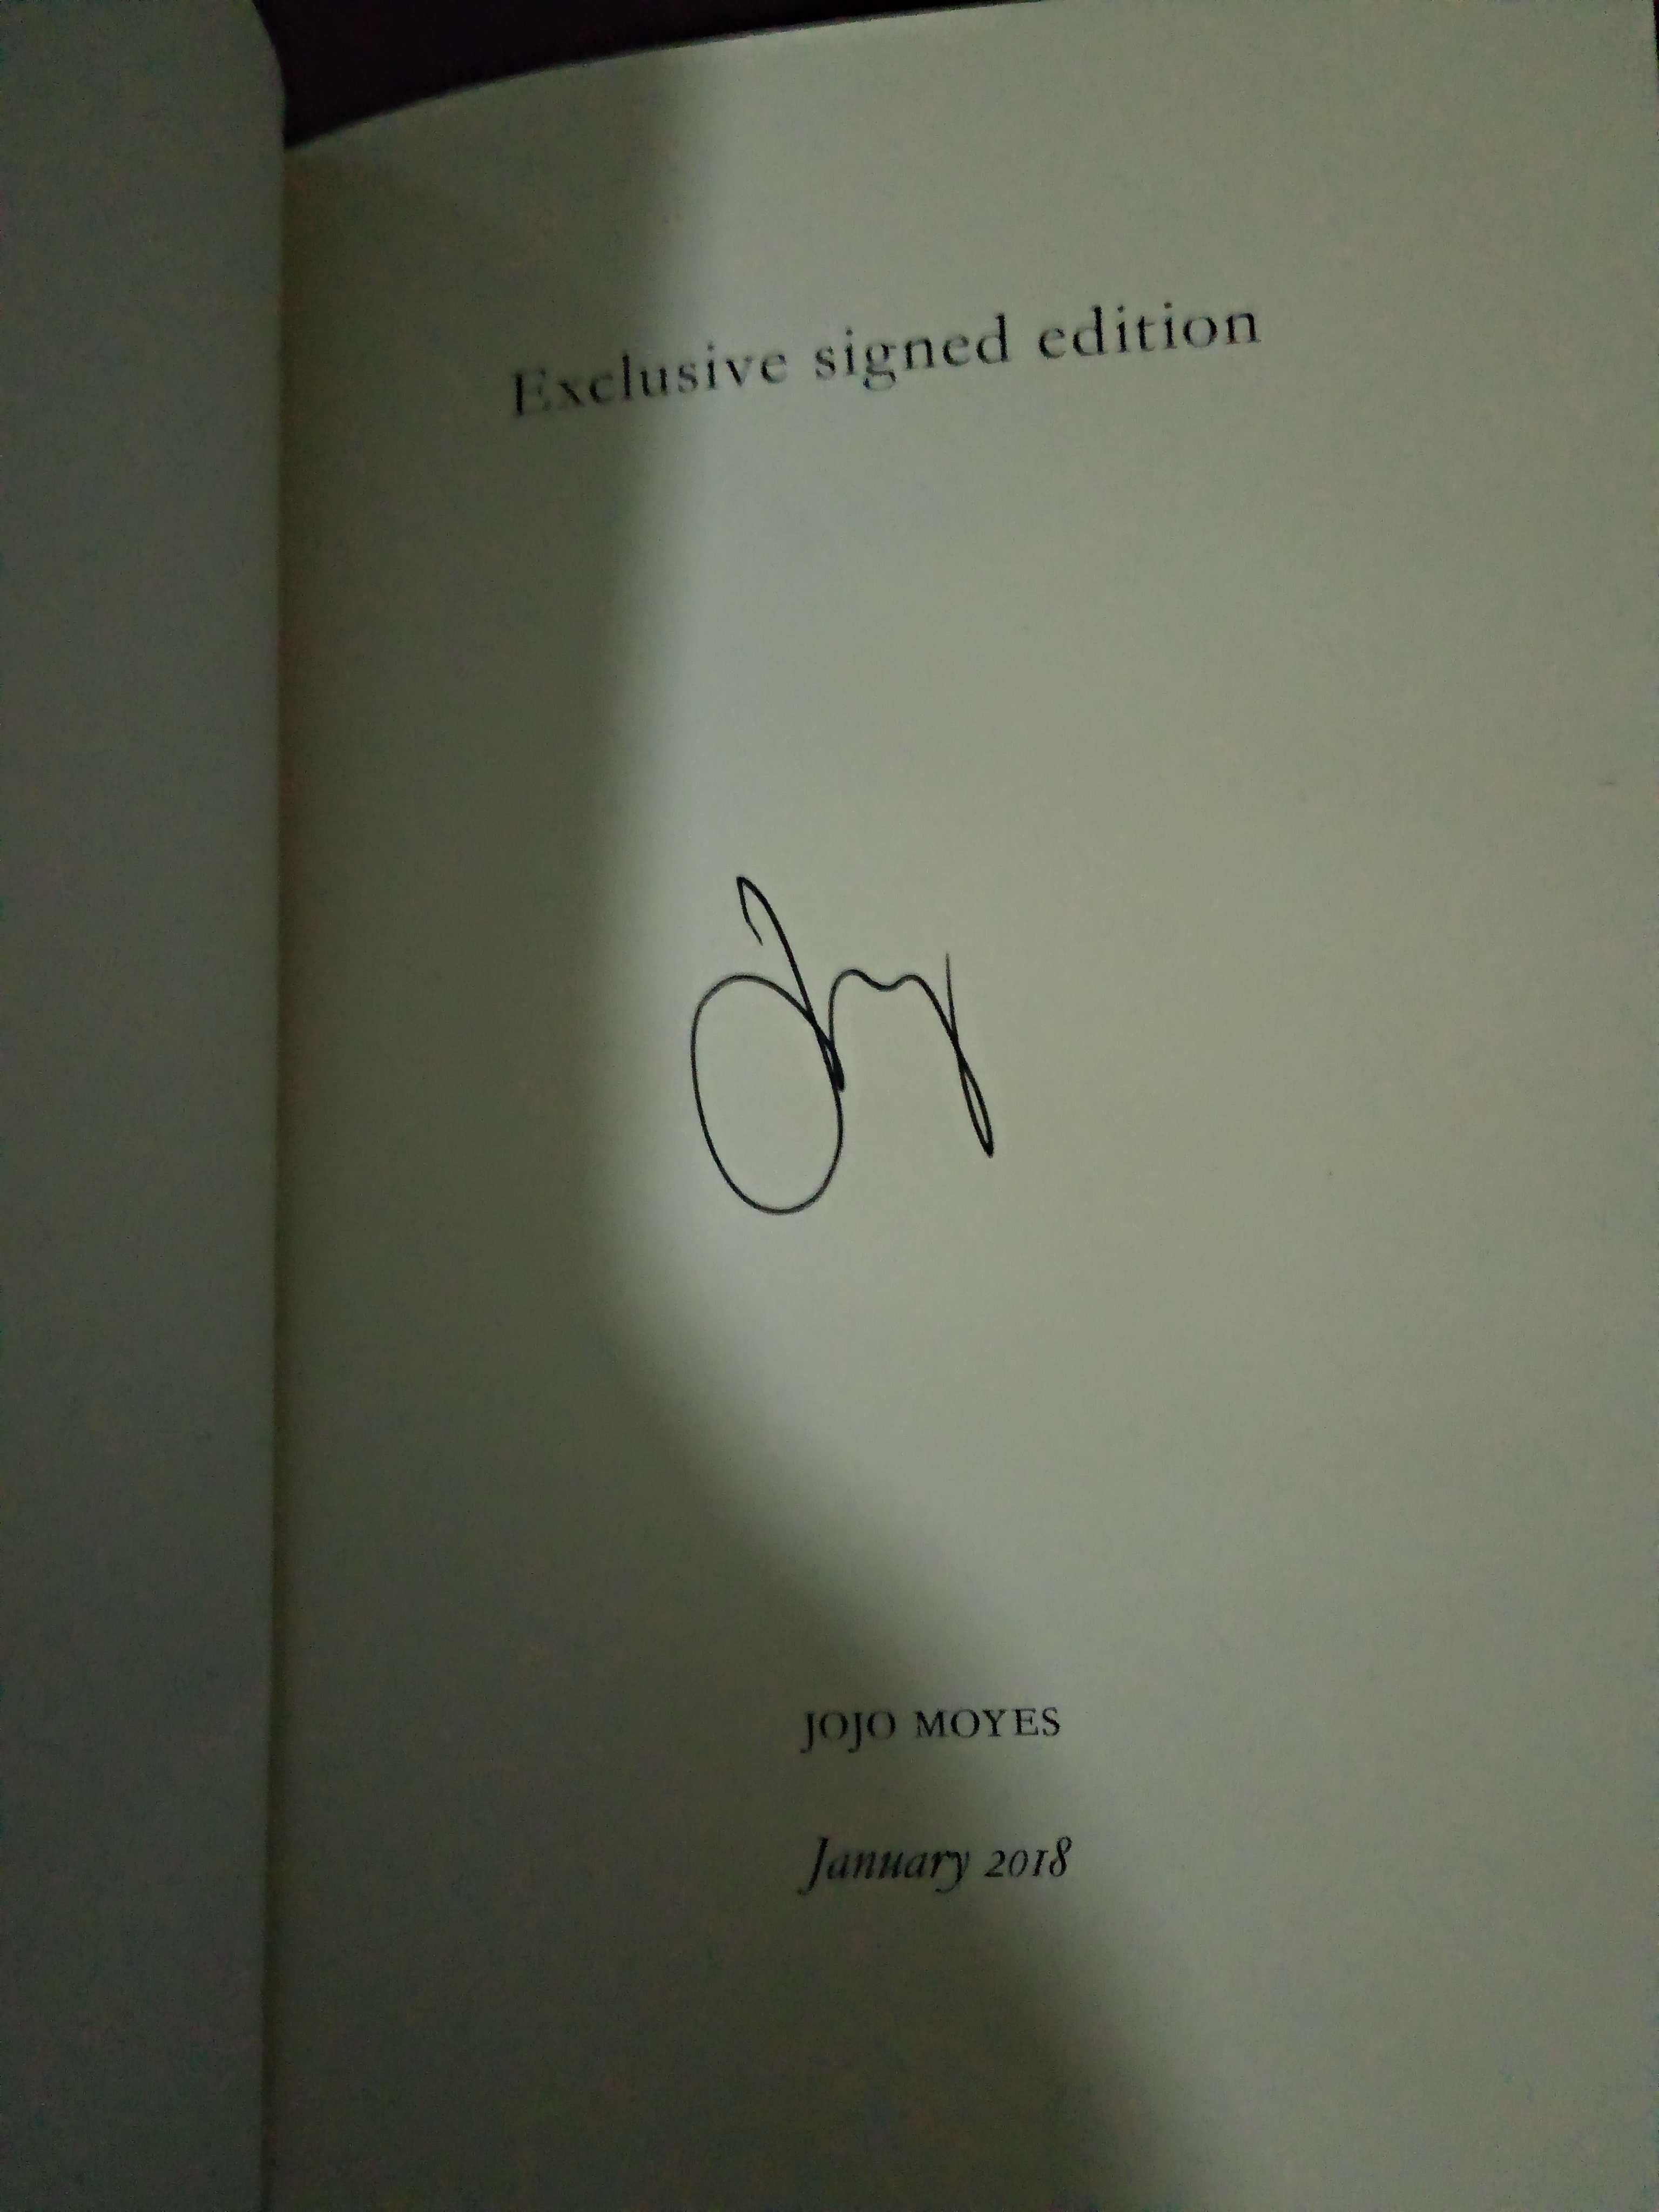 Exclusive signed edition
JOJO MOYES
January 2018